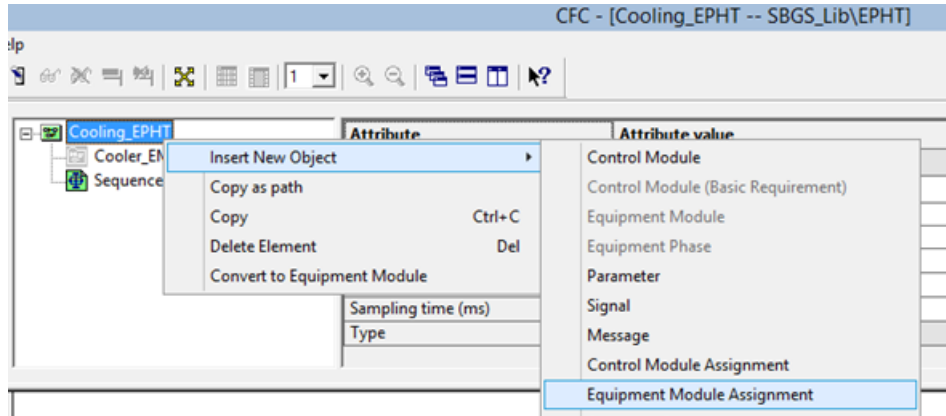 CFC - [Cooling_EPHT -- SBGS_Lib\EPHT]
elp
1
Attribute
Attribute value
Cooling_EPHT
Cooler_EM
Sequence
Insert New Object
Copy as path
Copy Ctrl+C
Delete Element Del
Convert to Equipment Module
Sampling time (ms)
Type
Control Module
Control Module (Basic Requirement)
Equipment Module
Equipment Phase
Parameter
Signal
Message
Control Module Assignment
Equipment Module Assignment